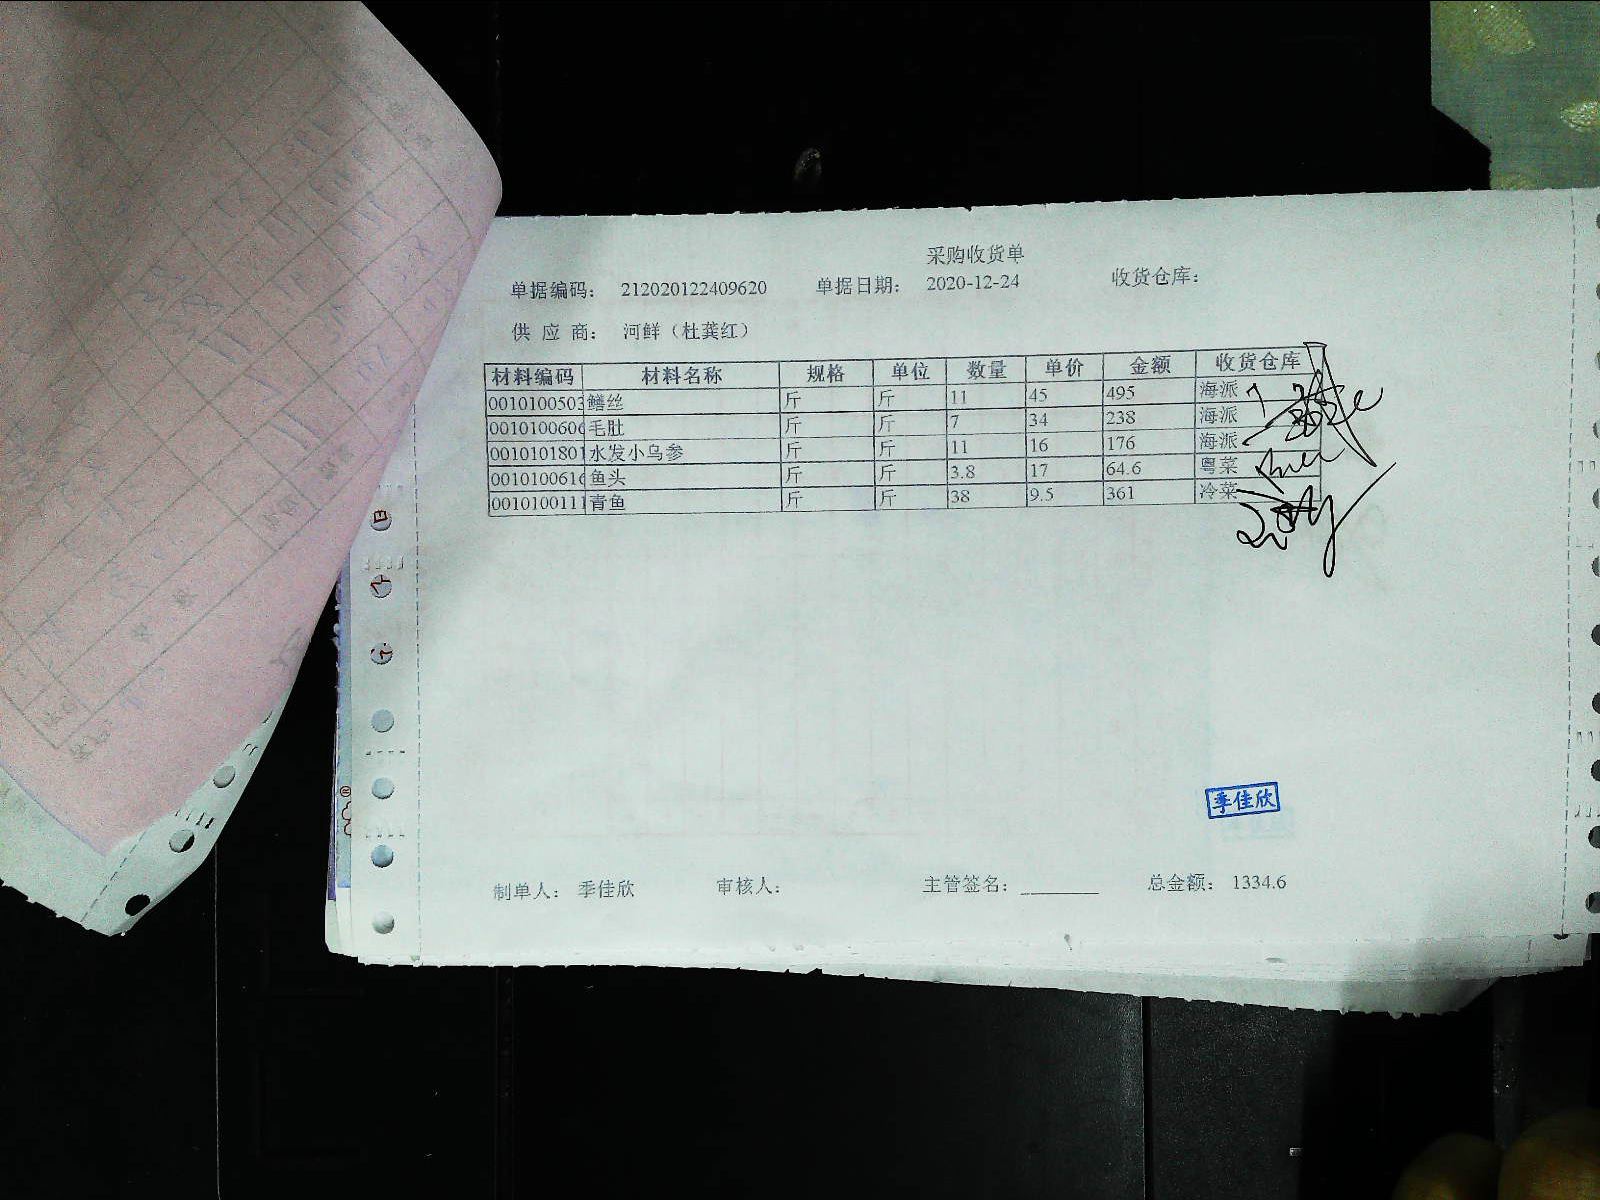 采购收货单
单据编码： 212020122409620 单据日期： 2020-12-24 收货仓库：
供 应 商： 河鲜（杜龚红）
材料编码 材料名称 规格 单位 数量 单价 金额 收货仓库
0010100503 鳝丝 斤 斤 11 45 495 海派
0010100606 毛肚 斤 斤 7 34 238 海派
0010101801 水发小乌参 斤 斤 11 16 176 海派
0010100616 鱼头 斤 斤 3.8 17 64.6 粤菜
0010100111 青鱼 斤 斤 38 9.5 361 冷菜
季佳欣
制单人： 季佳欣 审核人： 主管签名： 总金额： 1334.6